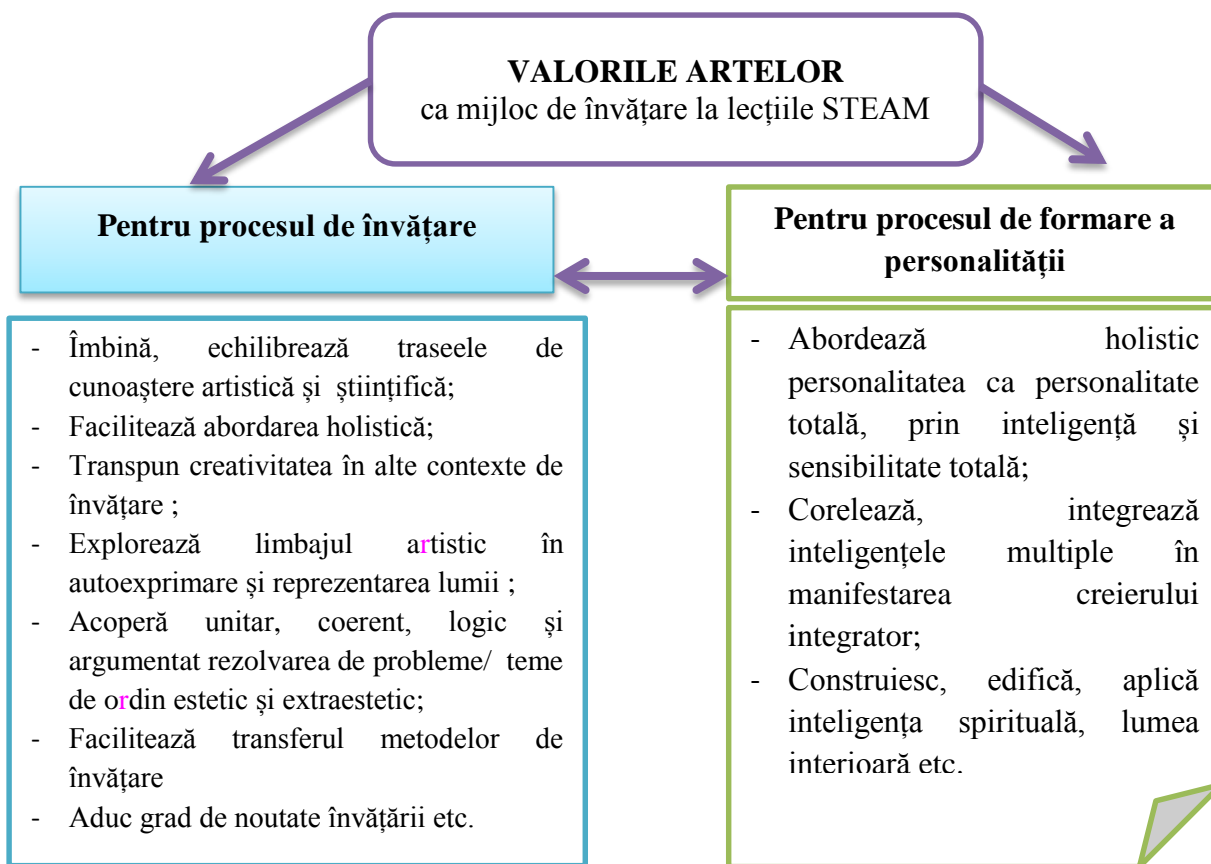 VALORILE ARTELOR
ca mijloc de învățare la lecțiile STEAM
Pentru procesul de învățare
- Îmbină, echilibrează traseele de
cunoaștere artistică și științifică;
- Facilitează abordarea holistică;
- Transpun creativitatea în alte contexte de
învățare ;
- Explorează limbajul artistic în
autoexprimare și reprezentarea lumii ;
- Acoperă unitar, coerent, logic și
argumentat rezolvarea de probleme/ teme
de ordin estetic și extraestetic;
- Facilitează transferul metodelor de
învățare
- Aduc grad de noutate învățării etc.
Pentru procesul de formare a
personalității
- Abordează holistic
personalitatea ca personalitate
totală, prin inteligență și
sensibilitate totală;
- Corelează, integrează
inteligențele multiple în
manifestarea creierului
integrator;
- Construiesc, edifică, aplică
inteligența spirituală, lumea
interioară etc.